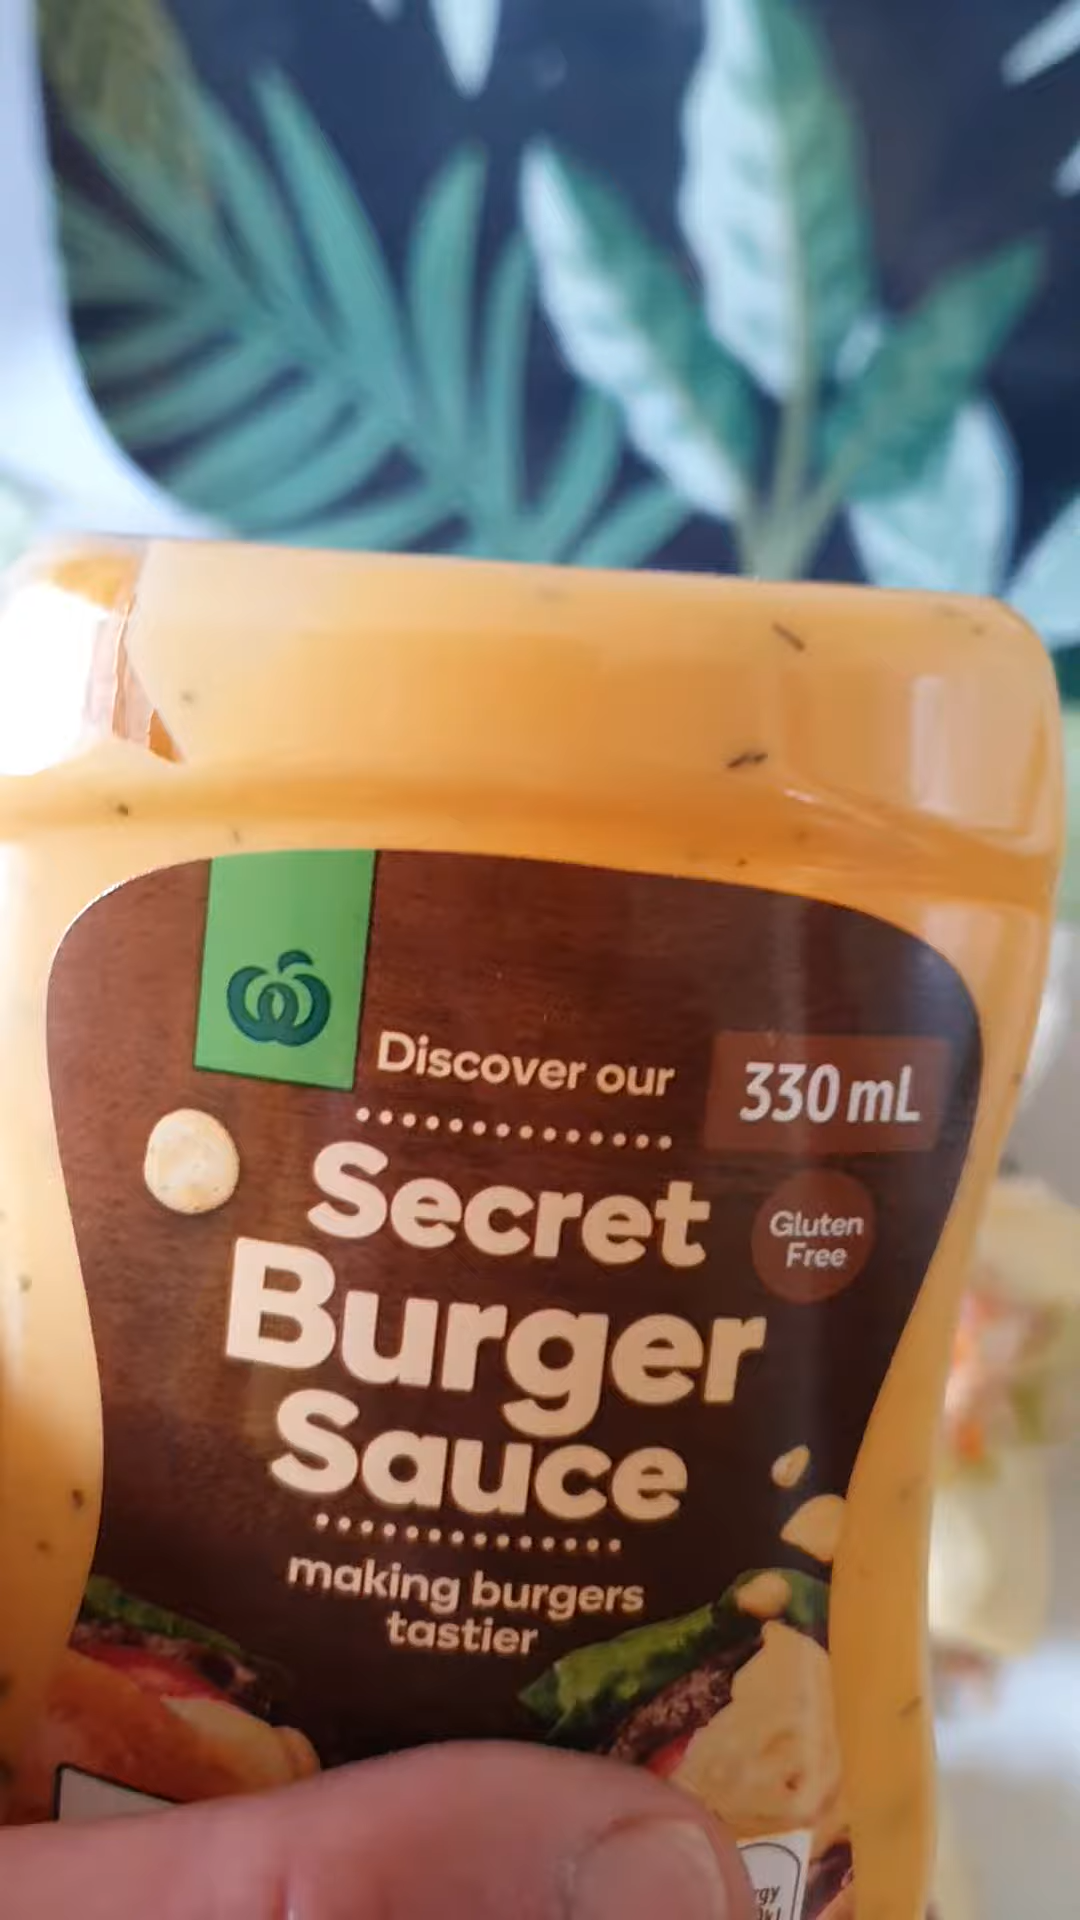 Discover our
330 mL
Secret
Gluten
Free
Burger
Sauce
making burgers
tastier